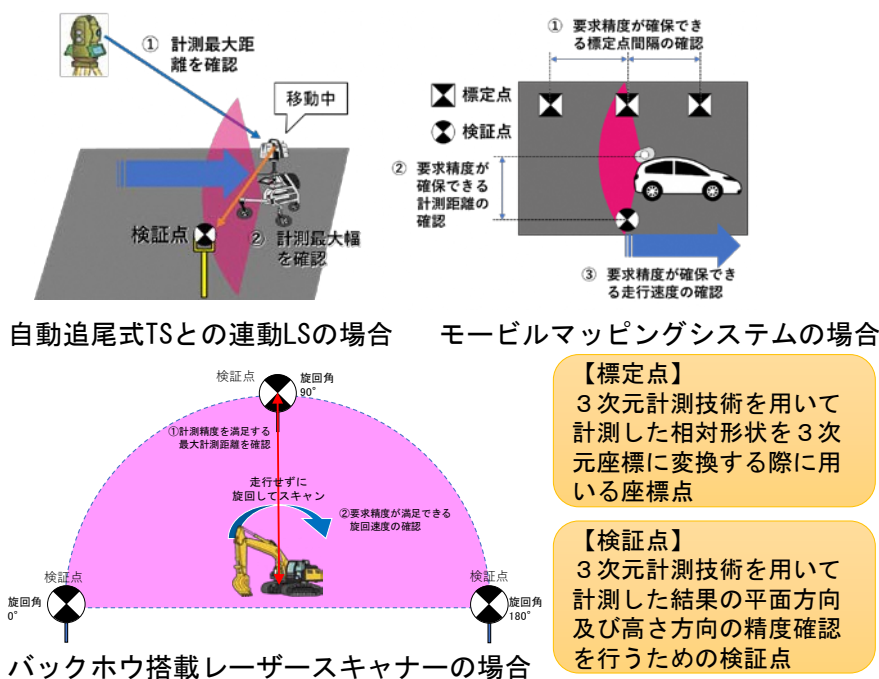 ① 計測最大距
離を確認
移動中
検証点
② 計測最大幅
を確認
自動追尾式TSとの連動LSの場合
① 要求精度が確保でき
る標定点間隔の確認
標定点
検証点
② 要求精度が
確保できる
計測距離の
確認
③ 要求精度が確保でき
る走行速度の確認
モービルマッピングシステムの場合
検証点
旋回角
90°
①計測精度を満足する
最大計測距離を確認
走行せずに
旋回してスキャン
②要求精度が満足できる
旋回速度の確認
検証点
旋回角
0°
検証点
旋回角
180°
バックホウ搭載レーザースキャナーの場合
【標定点】
３次元計測技術を用いて
計測した相対形状を３次
元座標に変換する際に用
いる座標点
【検証点】
３次元計測技術を用いて
計測した結果の平面方向
及び高さ方向の精度確認
を行うための検証点